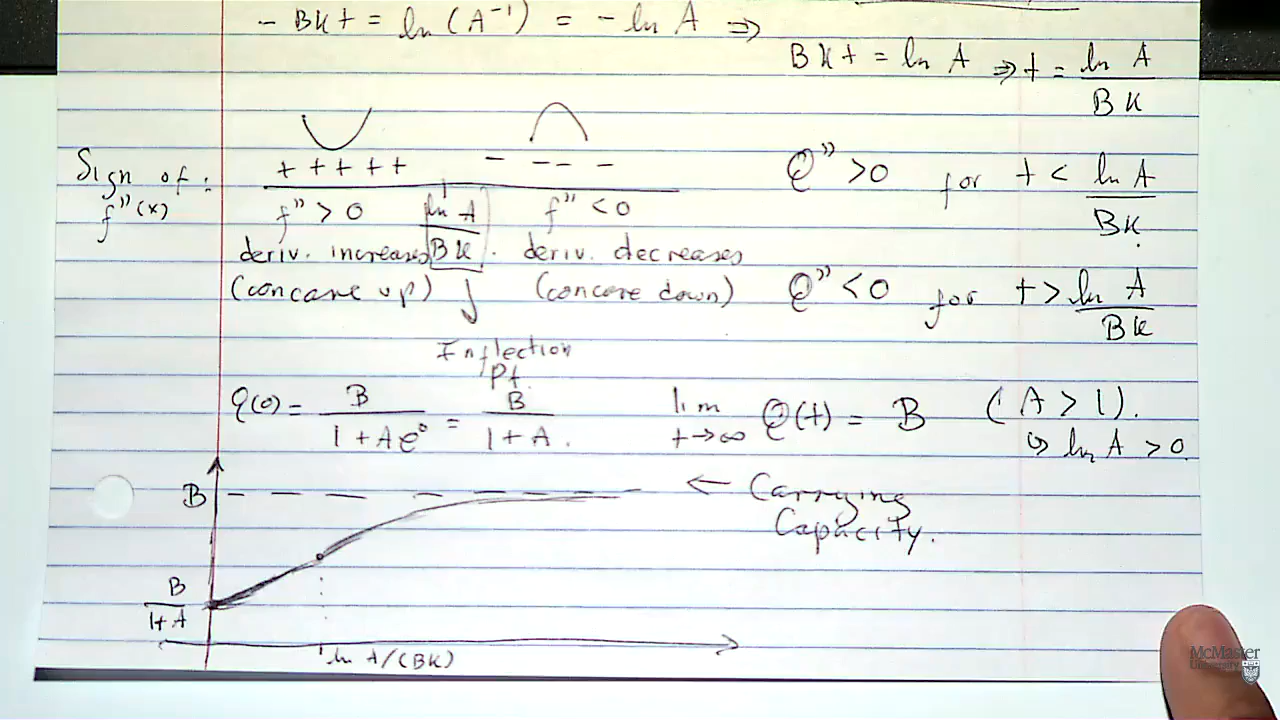 - Bkt = ln (A⁻¹) = - ln A ⇒
Bkt = ln A ⇒ t = ln A / Bk
Sign of f''(x) :
+ + + + + - - - -
f'' > 0 ln A / Bk f'' < 0
deriv. increases. deriv. decreases
(concave up) (concave down)
Inflection
Pt.
Q'' > 0 for t < ln A / Bk.
Q'' < 0 for t > ln A / Bk
Q(0) = B / 1 + Ae⁰ = B / 1 + A.
lim t→∞ Q(t) = B (A > 1).
↪ ln A > 0.
B ← Carrying
Capacity.
B / 1+A
ln A/(Bk)
McMaster
University